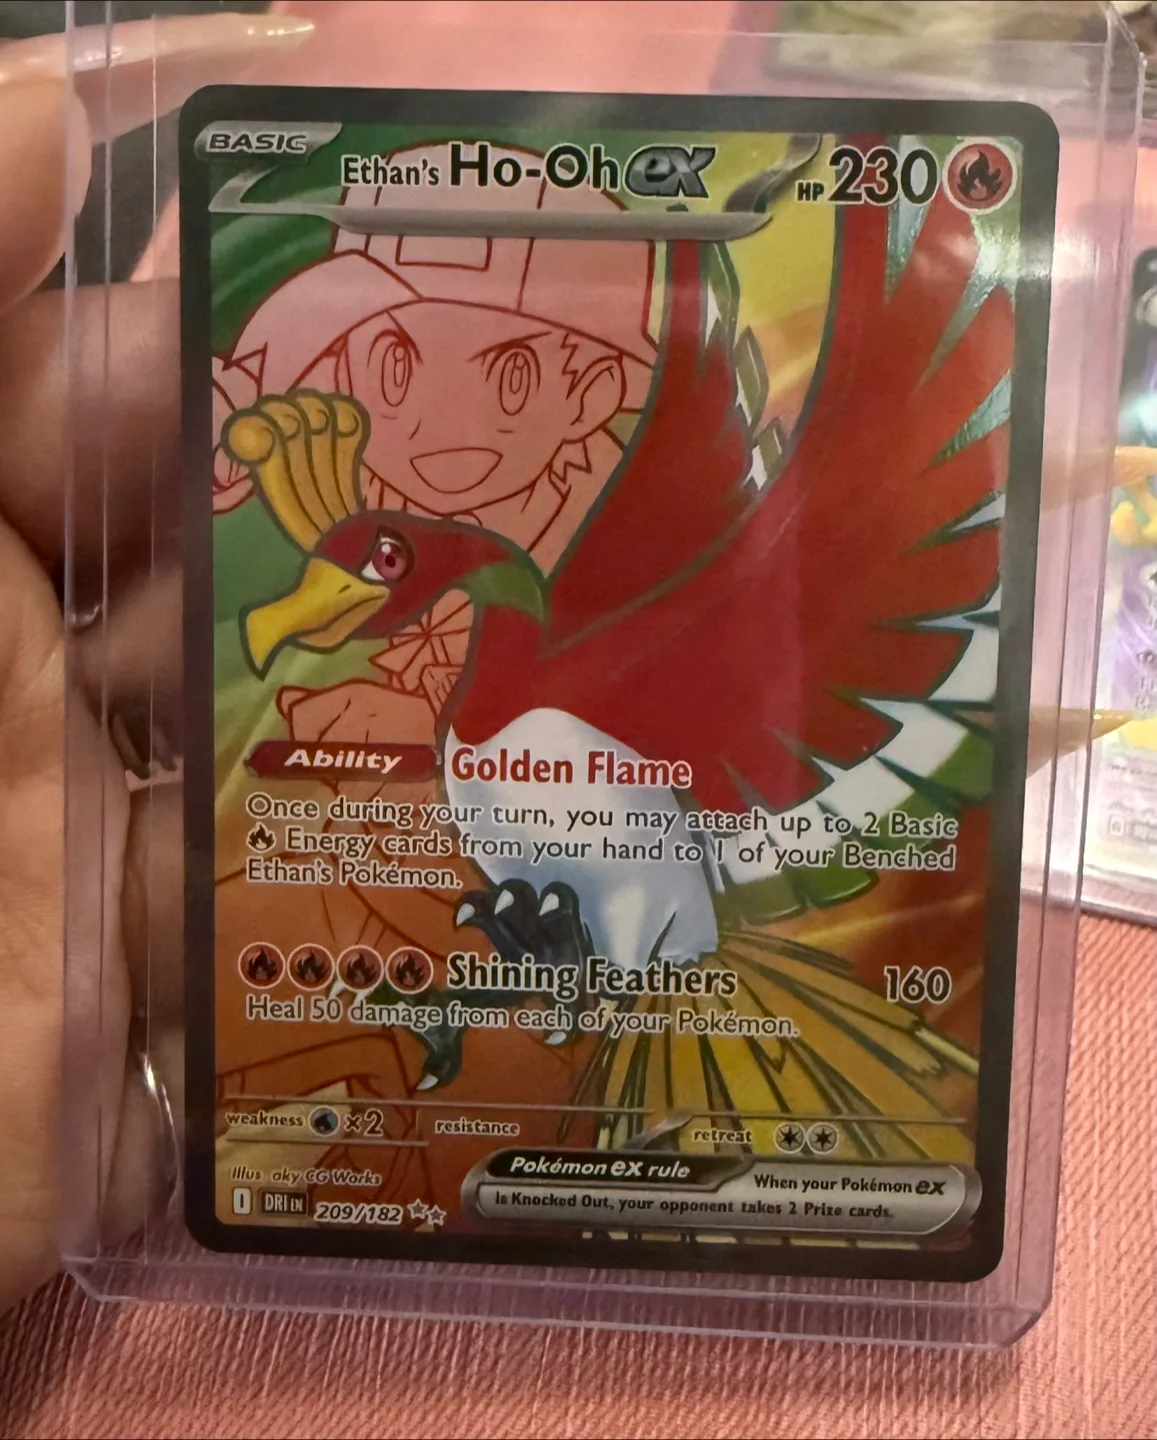 BASIC
Ethan's Ho-Oh ex HP 230
Ability Golden Flame
Once during your turn, you may attach up to 2 Basic
Energy cards from your hand to 1 of your Benched
Ethan's Pokémon.
Shining Feathers 160
Heal 50 damage from each of your Pokémon.
weakness ×2 resistance retreat
Illus. aky CG Works
I DRI EN 209/182
Pokémon ex rule
When your Pokémon ex
is Knocked Out, your opponent takes 2 Prize cards.